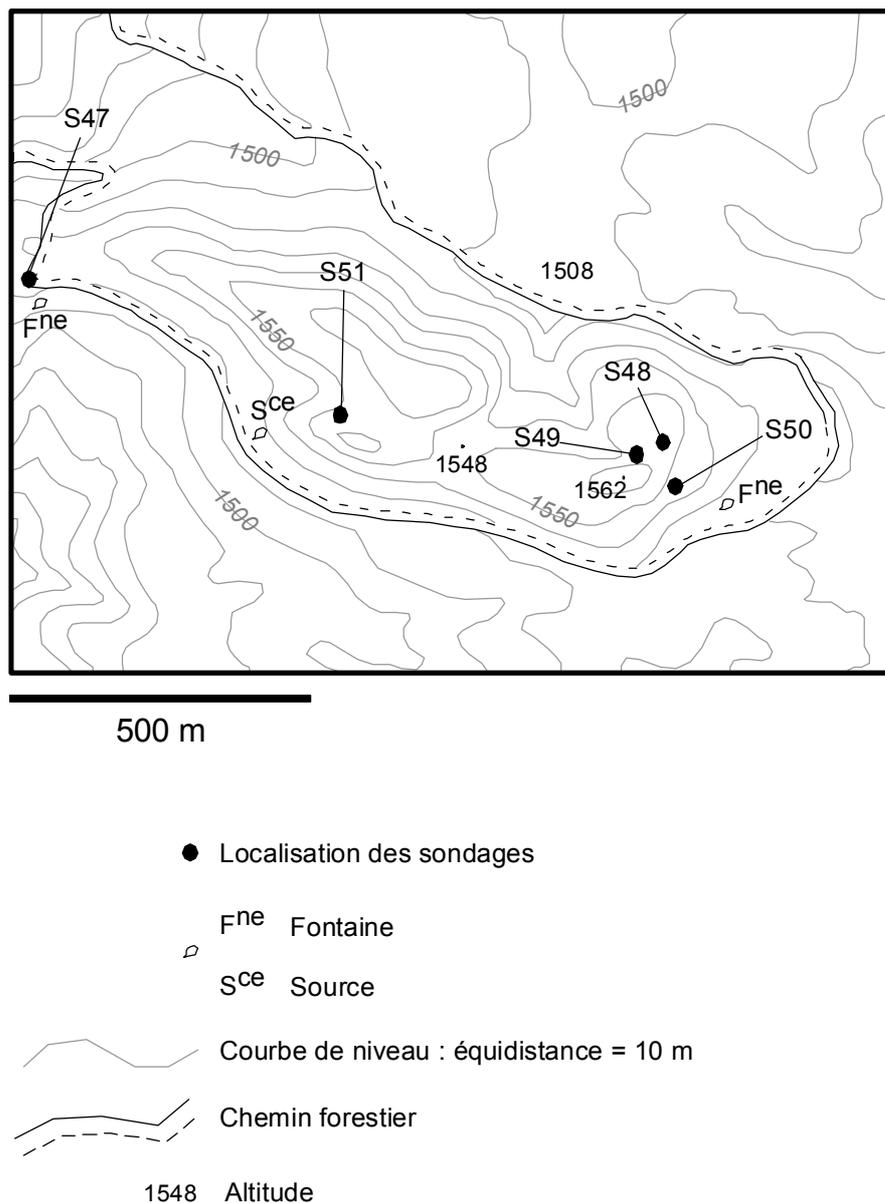 1500
S47
1500
1508
S51
1550
Fne
S48
Sce
S49
S50
1548
1562
Fne
1500
1550
500 m
Localisation des sondages
Fne Fontaine
Sce Source
Courbe de niveau : équidistance = 10 m
Chemin forestier
1548 Altitude